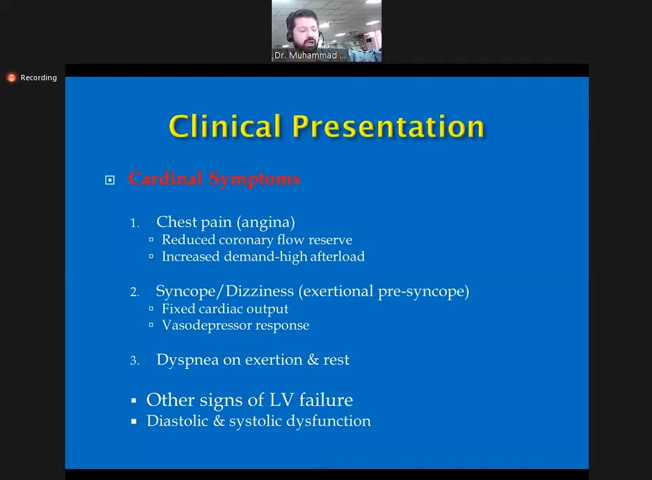 Dr. Muhammad ...
Recording
Clinical Presentation
Cardinal Symptoms
1. Chest pain (angina)
Reduced coronary flow reserve
Increased demand-high afterload
2. Syncope/Dizziness (exertional pre-syncope)
Fixed cardiac output
Vasodepressor response
3. Dyspnea on exertion & rest
Other signs of LV failure
Diastolic & systolic dysfunction